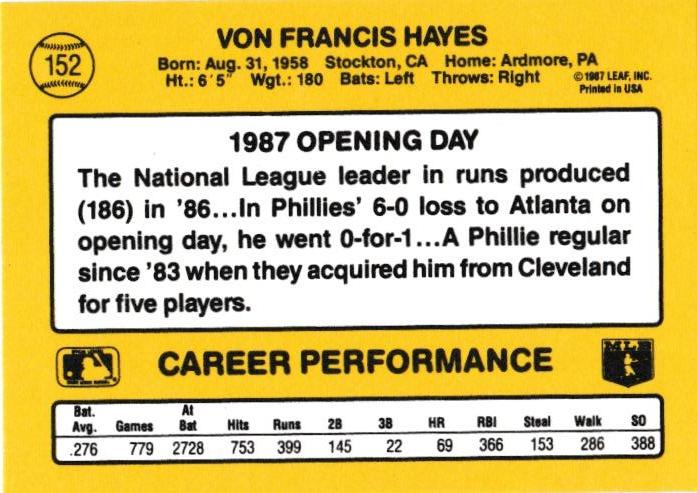 152
VON FRANCIS HAYES
Born: Aug. 31, 1958 Stockton, CA Home: Ardmore, PA
Ht.: 6'5" Wgt.: 180 Bats: Left Throws: Right
©1987 LEAF, INC.
Printed in USA
1987 OPENING DAY
The National League leader in runs produced
(186) in '86...In Phillies' 6-0 loss to Atlanta on
opening day, he went 0-for-1...A Phillie regular
since '83 when they acquired him from Cleveland
for five players.
CAREER PERFORMANCE
MLB
Bat. Avg. Games At Bat Hits Runs 2B 3B HR RBI Steal Walk SO
.276 779 2728 753 399 145 22 69 366 153 286 388